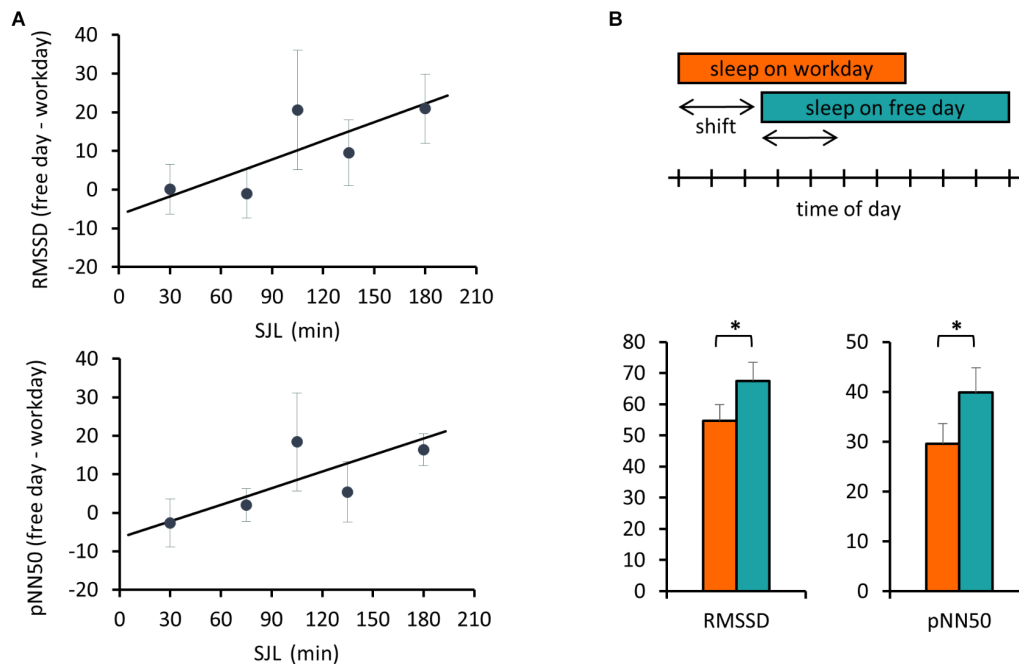 A
RMSSD (free day - workday)
40
30
20
10
0
-10
-20
0 30 60 90 120 150 180 210
SJL (min)
pNN50 (free day - workday)
40
30
20
10
0
-10
-20
0 30 60 90 120 150 180 210
SJL (min)
B
sleep on workday
sleep on free day
shift
time of day
*
80
70
60
50
40
30
20
10
0
RMSSD
*
50
40
30
20
10
0
pNN50